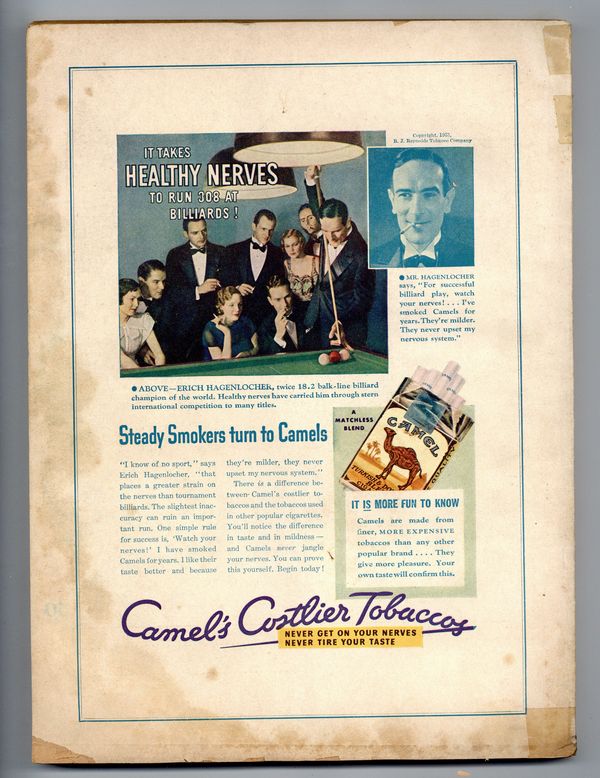 IT TAKES
HEALTHY NERVES
TO RUN 308 AT
BILLIARDS!
Copyright, 1933,
R. J. Reynolds Tobacco Company
● MR. HAGENLOCHER
says, "For successful
billiard play, watch
your nerves! . . . I've
smoked Camels for
years. They're milder.
They never upset my
nervous system."
● ABOVE—ERICH HAGENLOCHER, twice 18.2 balk-line billiard
champion of the world. Healthy nerves have carried him through stern
international competition to many titles.
Steady Smokers turn to Camels
"I know of no sport," says
Erich Hagenlocher, "that
places a greater strain on
the nerves than tournament
billiards. The slightest inac-
curacy can ruin an impor-
tant run. One simple rule
for success is, 'Watch your
nerves!' I have smoked
Camels for years. I like their
taste better and because
they're milder, they never
upset my nervous system."
There is a difference be-
tween Camel's costlier to-
baccos and the tobaccos used
in other popular cigarettes.
You'll notice the difference
in taste and in mildness—
and Camels never jangle
your nerves. You can prove
this yourself. Begin today!
A
MATCHLESS
BLEND
CAMEL
TURKISH &
IT IS MORE FUN TO KNOW
Camels are made from
finer, MORE EXPENSIVE
tobaccos than any other
popular brand . . . . They
give more pleasure. Your
own taste will confirm this.
Camel's Costlier Tobaccos
NEVER GET ON YOUR NERVES
NEVER TIRE YOUR TASTE